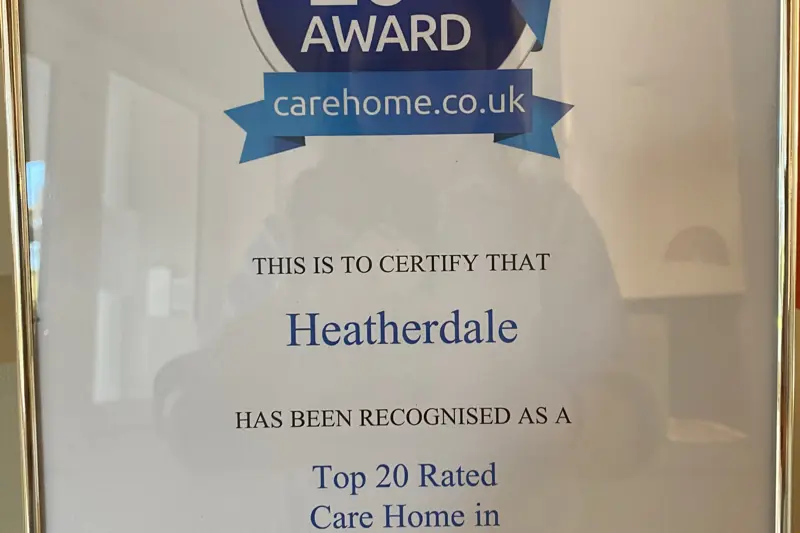 AWARD
carehome.co.uk
THIS IS TO CERTIFY THAT
Heatherdale
HAS BEEN RECOGNISED AS A
Top 20 Rated
Care Home in